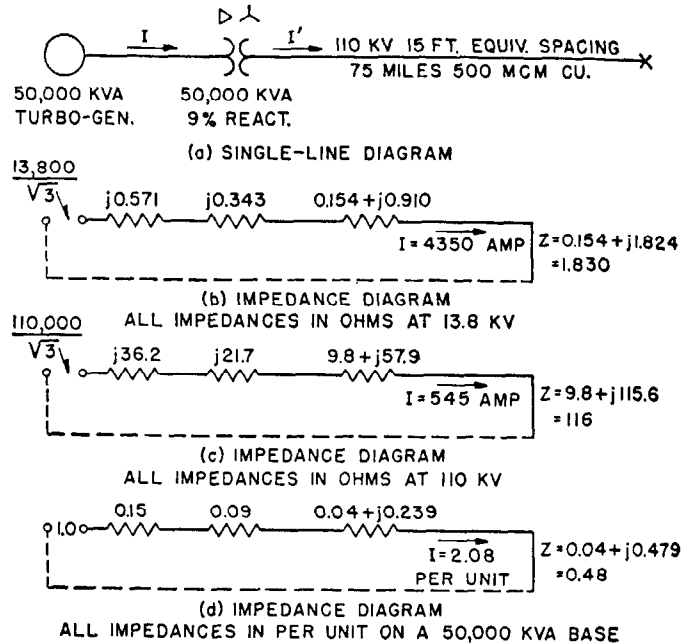 I
I'
110 KV 15 FT. EQUIV. SPACING
75 MILES 500 MCM CU.
50,000 KVA
TURBO-GEN.
50,000 KVA
9% REACT.
(a) SINGLE-LINE DIAGRAM
13,800
√3
j0.571
j0.343
0.154+j0.910
I=4350 AMP
Z=0.154+j1.824
=1.830
(b) IMPEDANCE DIAGRAM
ALL IMPEDANCES IN OHMS AT 13.8 KV
110,000
√3
j36.2
j21.7
9.8+j57.9
I=545 AMP
Z=9.8+j115.6
=116
(c) IMPEDANCE DIAGRAM
ALL IMPEDANCES IN OHMS AT 110 KV
1.0
0.15
0.09
0.04+j0.239
I=2.08
PER UNIT
Z=0.04+j0.479
=0.48
(d) IMPEDANCE DIAGRAM
ALL IMPEDANCES IN PER UNIT ON A 50,000 KVA BASE